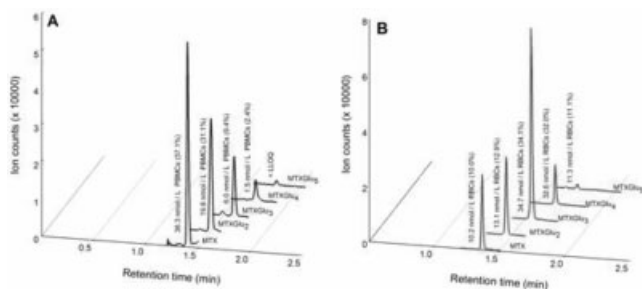 A
Ion counts (x 10000)
6
5
4
3
2
1
0
36.3 nmol / L PBMCs (57.1%)
19.8 nmol / L PBMCs (31.1%)
6.0 nmol / L PBMCs (9.4%)
1.5 nmol / L PBMCs (2.4%)
< LLOQ
MTXGlu5
MTXGlu4
MTXGlu3
MTXGlu2
MTX
0.5
1.0
1.5
2.0
2.5
Retention time (min)
B
Ion counts (x 10000)
8
6
4
2
0
10.2 nmol / L RBCs (10.0%)
13.1 nmol / L RBCs (12.9%)
34.7 nmol / L RBCs (34.1%)
32.6 nmol / L RBCs (32.0%)
11.3 nmol / L RBCs (11.1%)
MTXGlu5
MTXGlu4
MTXGlu3
MTXGlu2
MTX
1.0
1.5
2.0
2.5
Retention time (min)